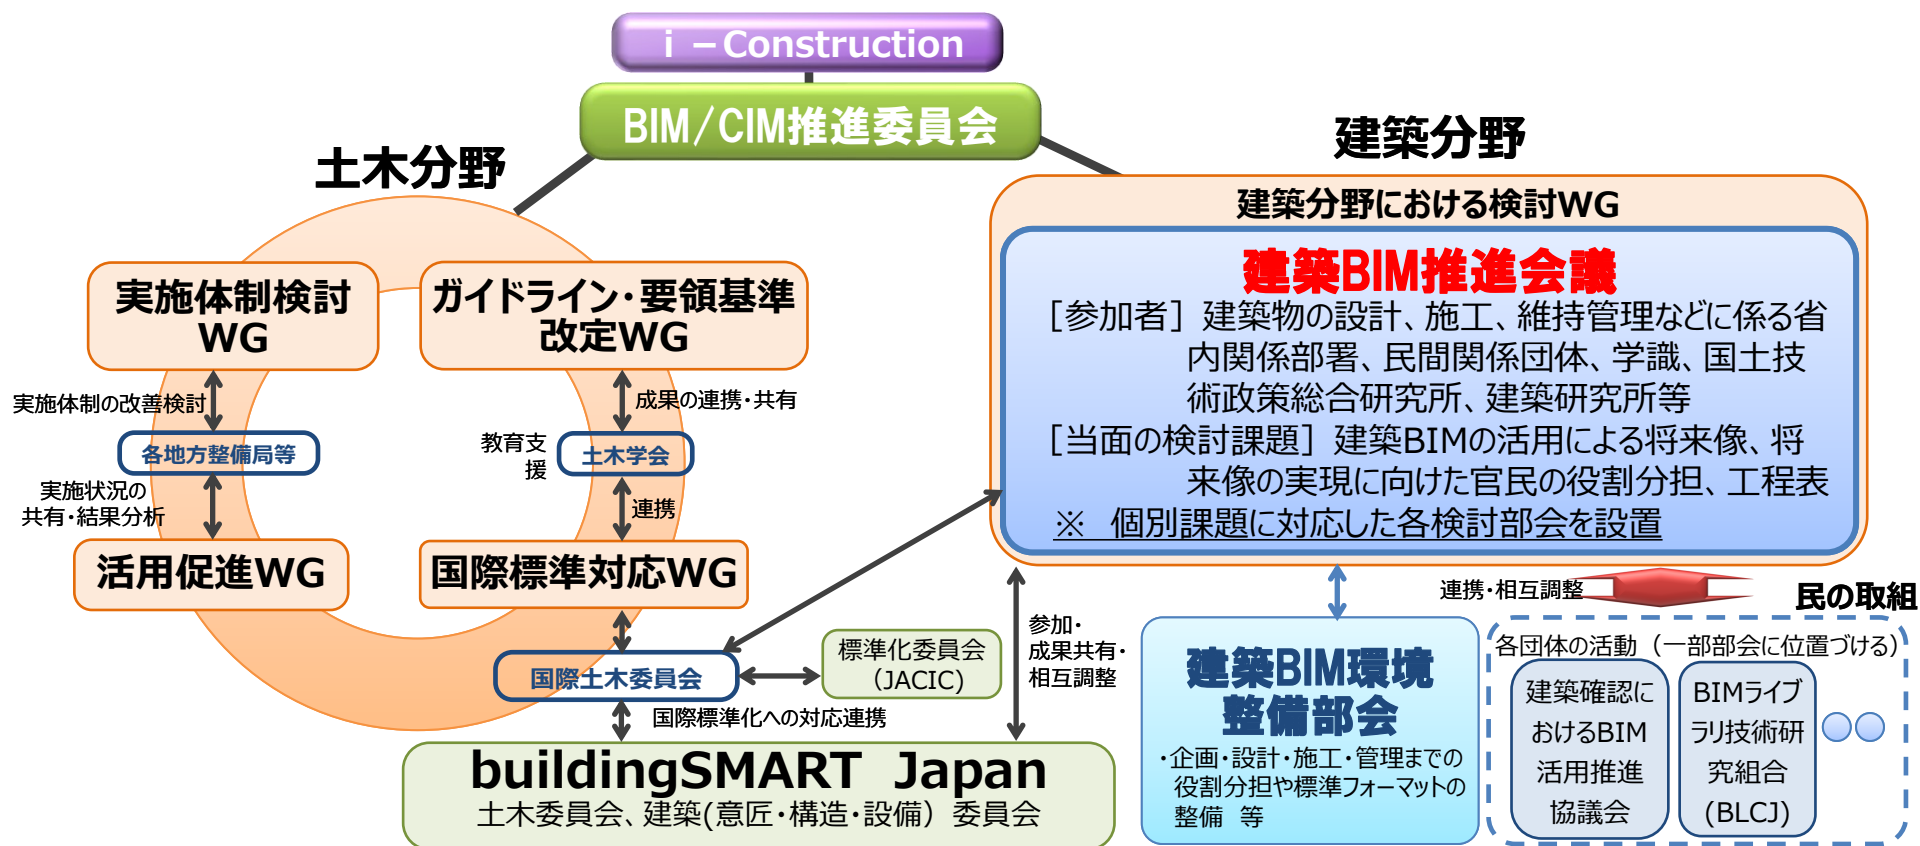 i －Construction
BIM/CIM推進委員会
土木分野
建築分野
実施体制検討
WG
ガイドライン・要領基準
改定WG
実施体制の改善検討
成果の連携・共有
各地方整備局等
教育支
援
土木学会
実施状況の
共有・結果分析
連携
活用促進WG
国際標準対応WG
国際土木委員会
標準化委員会
（JACIC）
国際標準化への対応連携
参加・
成果共有・
相互調整
buildingSMART Japan
土木委員会、建築(意匠・構造・設備）委員会
建築分野における検討WG
建築BIM推進会議
［参加者］建築物の設計、施工、維持管理などに係る省
内関係部署、民間関係団体、学識、国土技
術政策総合研究所、建築研究所等
［当面の検討課題］建築BIMの活用による将来像、将
来像の実現に向けた官民の役割分担、工程表
※　個別課題に対応した各検討部会を設置
連携・相互調整
民の取組
建築BIM環境
整備部会
・企画・設計・施工・管理までの
役割分担や標準フォーマットの
整備　等
各団体の活動（一部部会に位置づける）
建築確認に
おけるBIM
活用推進
協議会
BIMライブ
ラリ技術研
究組合
(BLCJ)